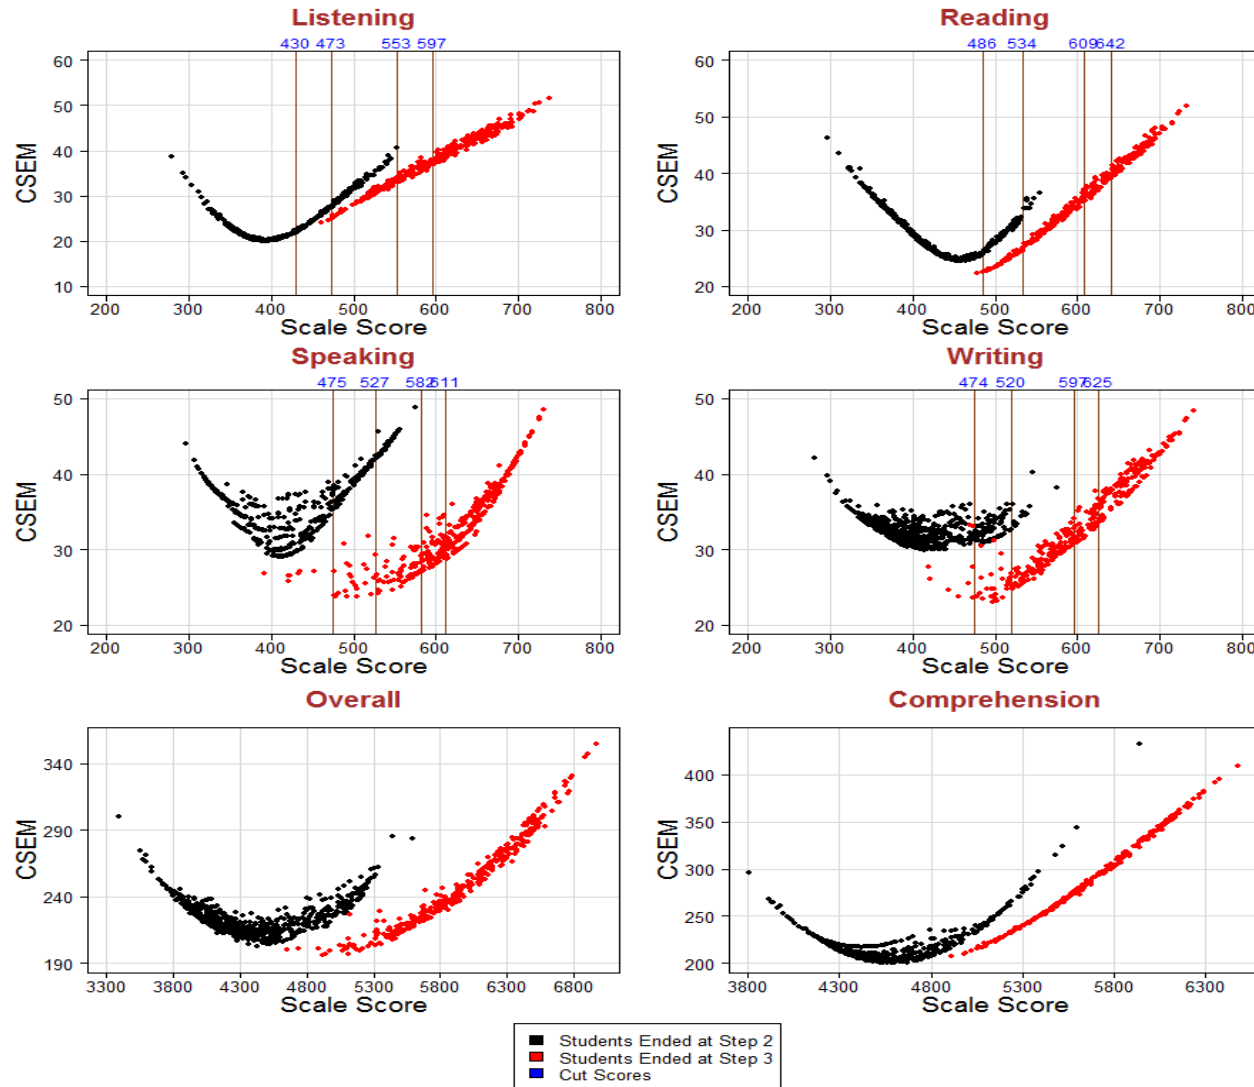 Listening
430 473 553 597
CSEM
60
50
40
30
20
10
200 300 400 500 600 700 800
Scale Score
Reading
486 534 609 642
CSEM
60
50
40
30
20
200 300 400 500 600 700 800
Scale Score
Speaking
475 527 582 611
CSEM
50
40
30
20
200 300 400 500 600 700 800
Scale Score
Writing
474 520 597 625
CSEM
50
40
30
20
200 300 400 500 600 700 800
Scale Score
Overall
CSEM
340
290
240
190
3300 3800 4300 4800 5300 5800 6300 6800
Scale Score
Comprehension
CSEM
400
350
300
250
200
3800 4300 4800 5300 5800 6300
Scale Score
Students Ended at Step 2
Students Ended at Step 3
Cut Scores